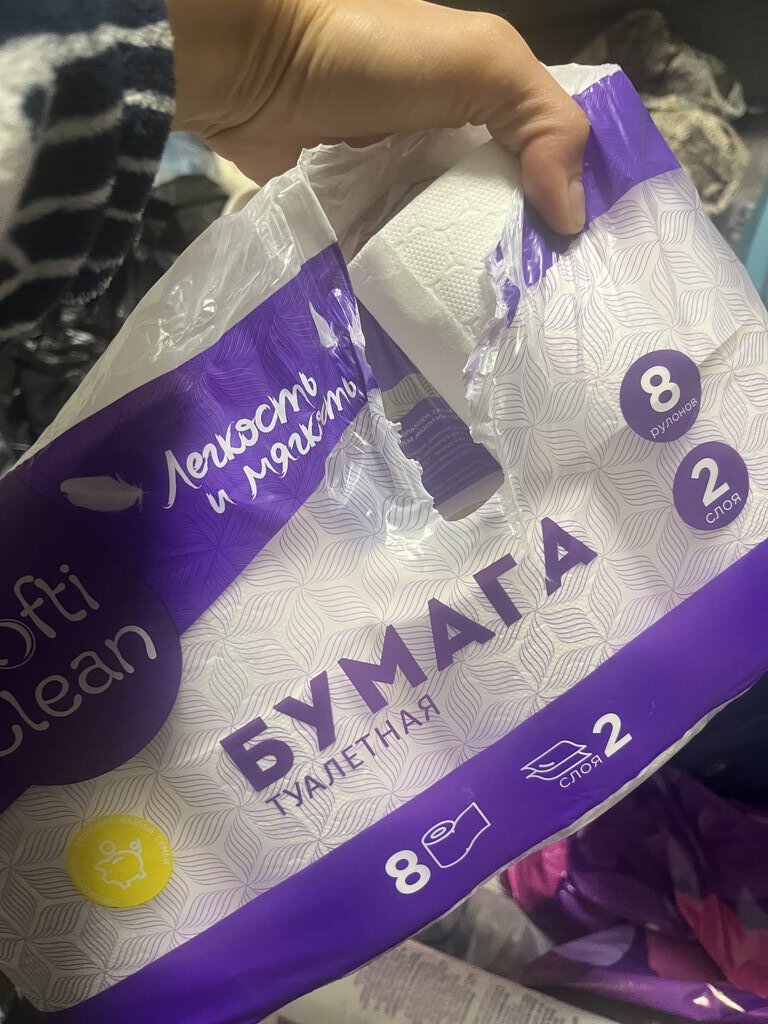 Легкость
и мягкость
ofti
Clean
8
рулонов
2
слоя
БУМАГА
ТУАЛЕТНАЯ
8
2
слоя